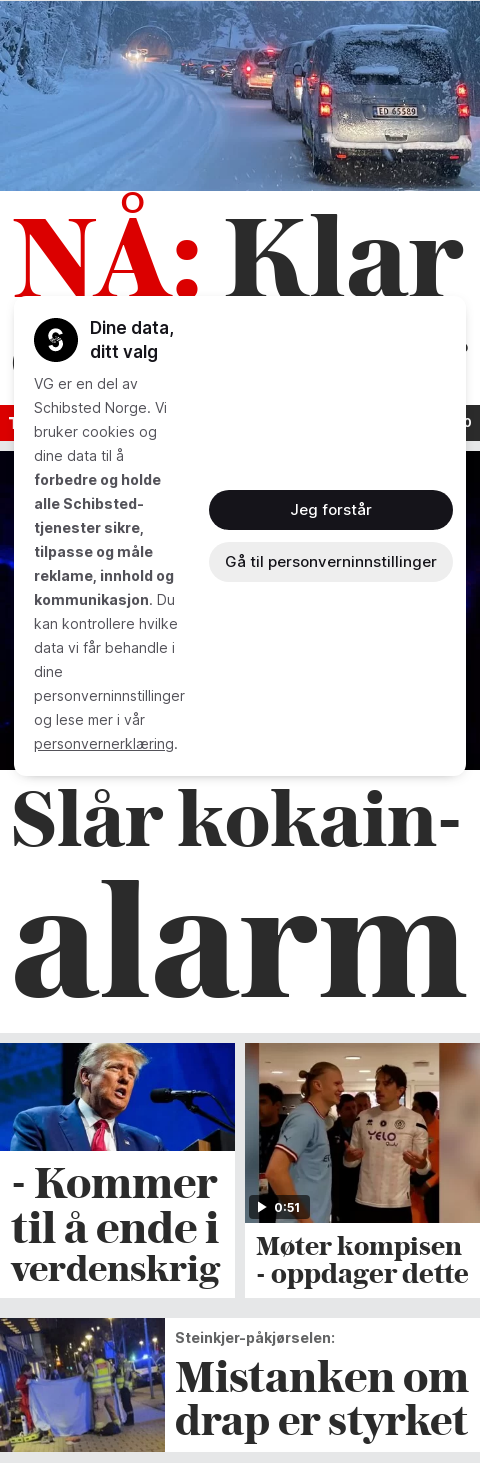 ED 65589
NÅ: Klar
Dine data,
ditt valg
VG er en del av
Schibsted Norge. Vi
bruker cookies og
dine data til å
forbedre og holde
alle Schibsted-
tjenester sikre,
tilpasse og måle
reklame, innhold og
kommunikasjon. Du
kan kontrollere hvilke
data vi får behandle i
dine
personverninnstillinger
og lese mer i vår
personvernerklæring.
Jeg forstår
Gå til personverninnstillinger
Slår kokain-
alarm
- Kommer
til å ende i
verdenskrig
YELO
0:51
Møter kompisen
- oppdager dette
Steinkjer-påkjørselen:
Mistanken om
drap er styrket